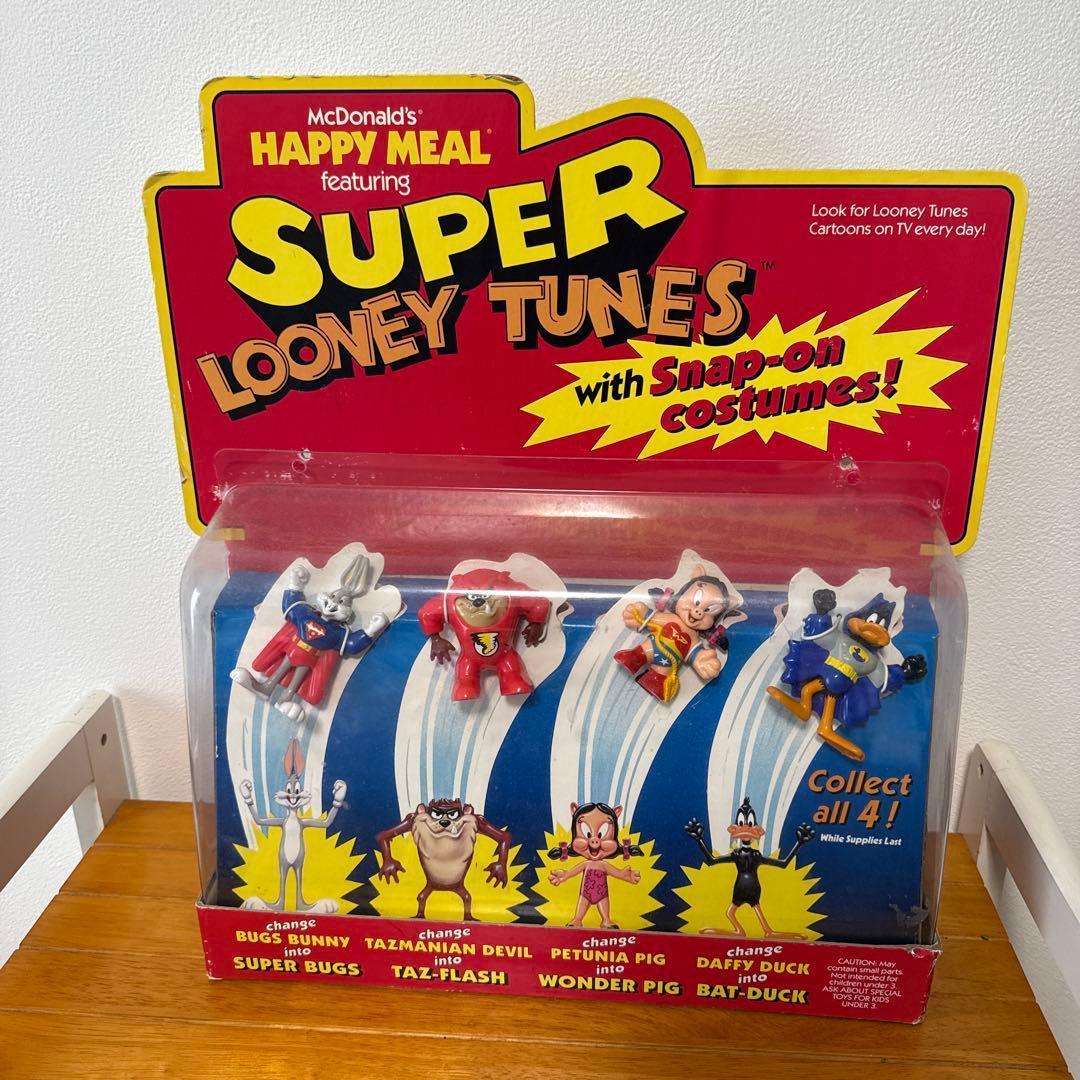 McDonald's®
HAPPY MEAL®
featuring
SUPER
LOONEY TUNES™
with Snap-on
costumes!
Look for Looney Tunes
Cartoons on TV every day!
Collect
all 4!
While Supplies Last
change
BUGS BUNNY
into
SUPER BUGS
change
TAZMANIAN DEVIL
into
TAZ-FLASH
change
PETUNIA PIG
into
WONDER PIG
change
DAFFY DUCK
into
BAT-DUCK
CAUTION: May
contain small parts.
Not intended for
children under 3.
ASK ABOUT SPECIAL
TOYS FOR KIDS
UNDER 3.